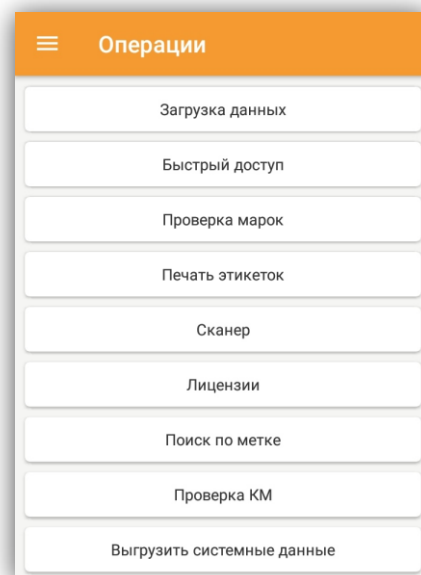 Операции
Загрузка данных
Быстрый доступ
Проверка марок
Печать этикеток
Сканер
Лицензии
Поиск по метке
Проверка КМ
Выгрузить системные данные